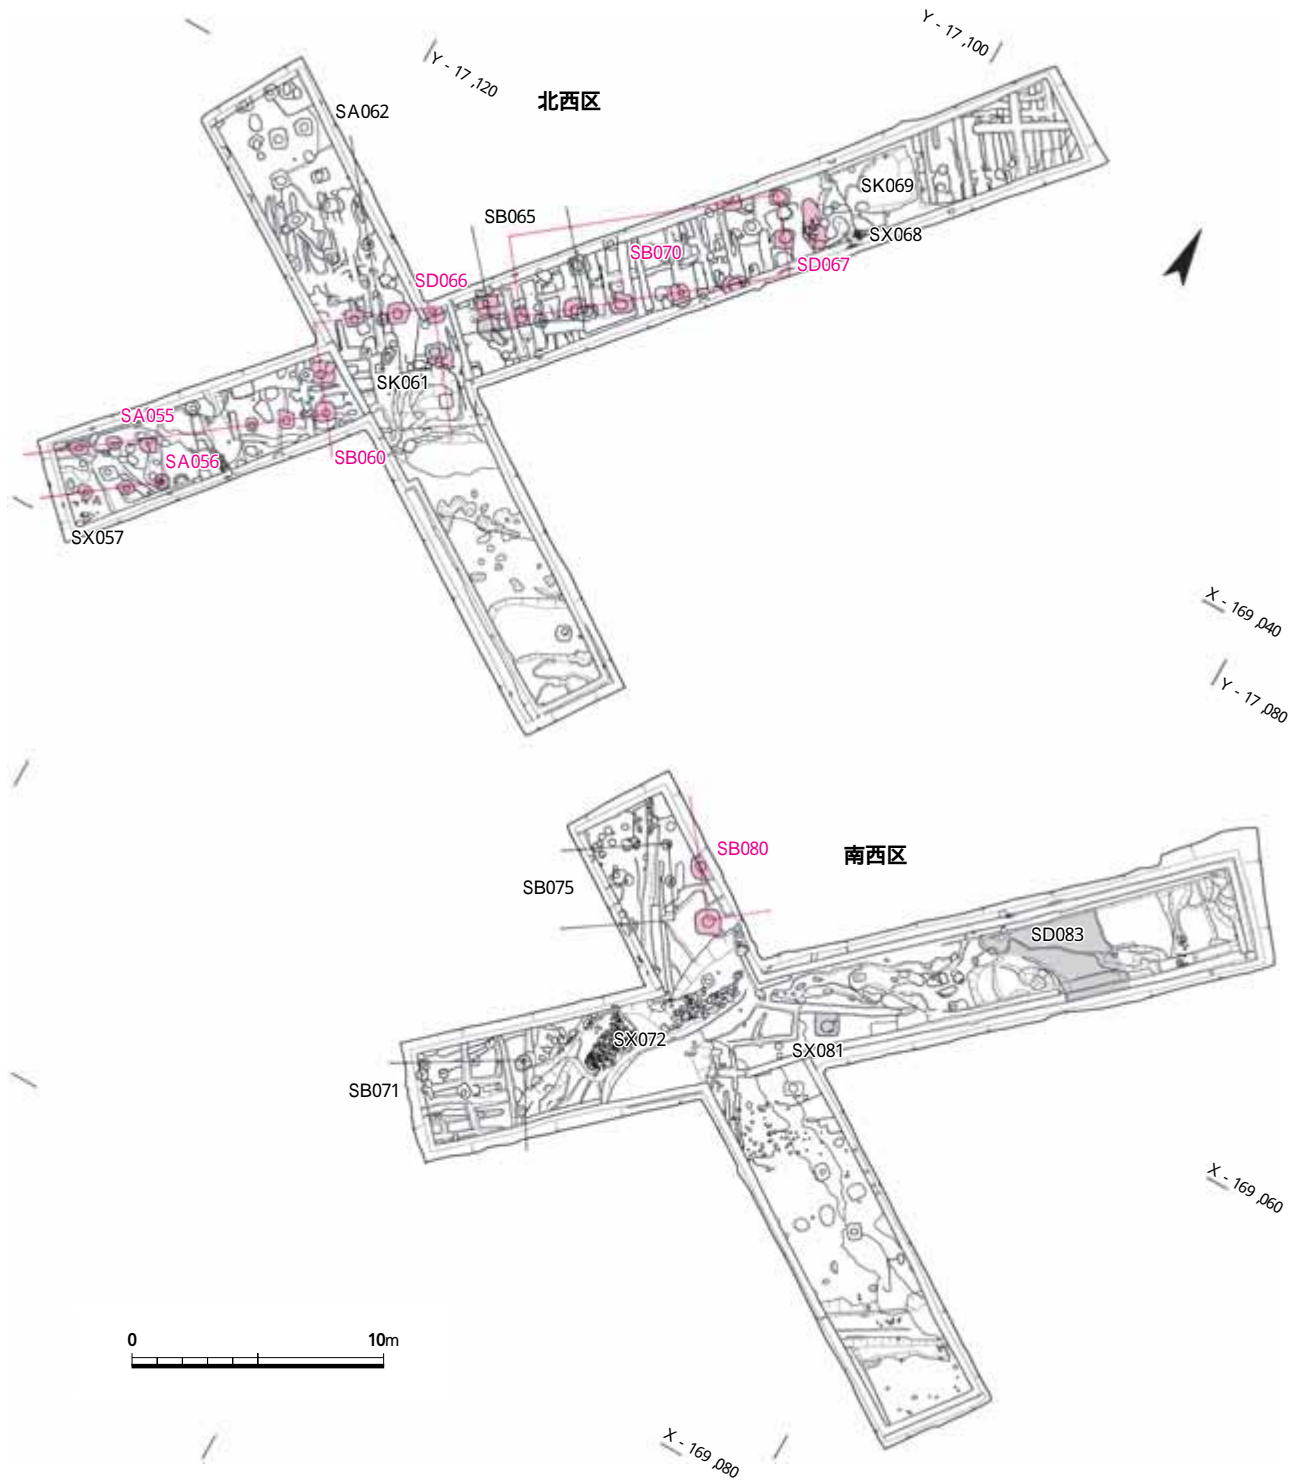 Y - 17,100
Y - 17,120
北西区
SA062
SK069
SB065
SX068
SB070
SD067
SD066
SK061
SA055
SA056
SB060
SX057
X - 169,040
Y - 17,080
SB080
南西区
SB075
SD083
SX072
SX081
SB071
X - 169,060
0 10m
X - 169,080